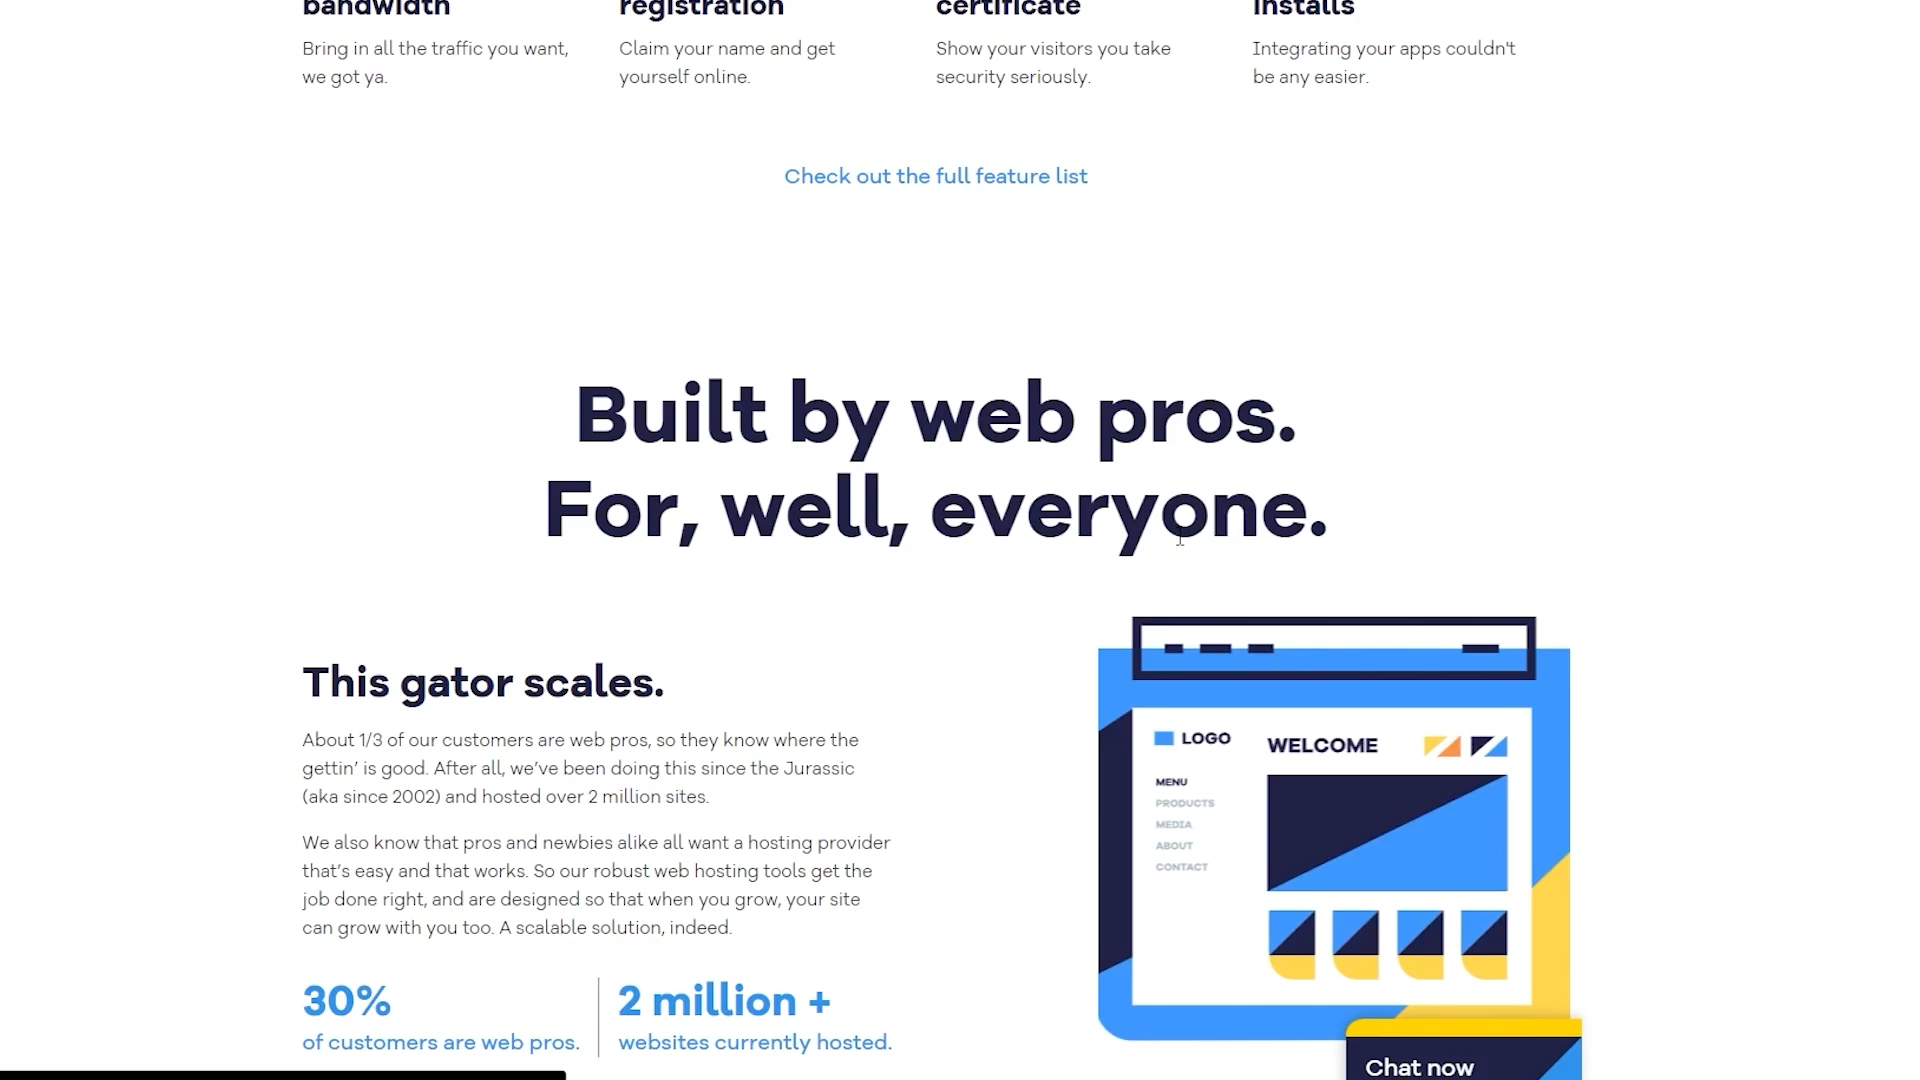 bandwidth
registration
certificate
installs
Bring in all the traffic you want,
we got ya.
Claim your name and get
yourself online.
Show your visitors you take
security seriously.
Integrating your apps couldn't
be any easier.
Check out the full feature list
Built by web pros.
For, well, everyone.
This gator scales.
About 1/3 of our customers are web pros, so they know where the
gettin’ is good. After all, we’ve been doing this since the Jurassic
(aka since 2002) and hosted over 2 million sites.
We also know that pros and newbies alike all want a hosting provider
that’s easy and that works. So our robust web hosting tools get the
job done right, and are designed so that when you grow, your site
can grow with you too. A scalable solution, indeed.
30%
of customers are web pros.
2 million +
websites currently hosted.
LOGO
WELCOME
MENU
PRODUCTS
MEDIA
ABOUT
CONTACT
Chat now